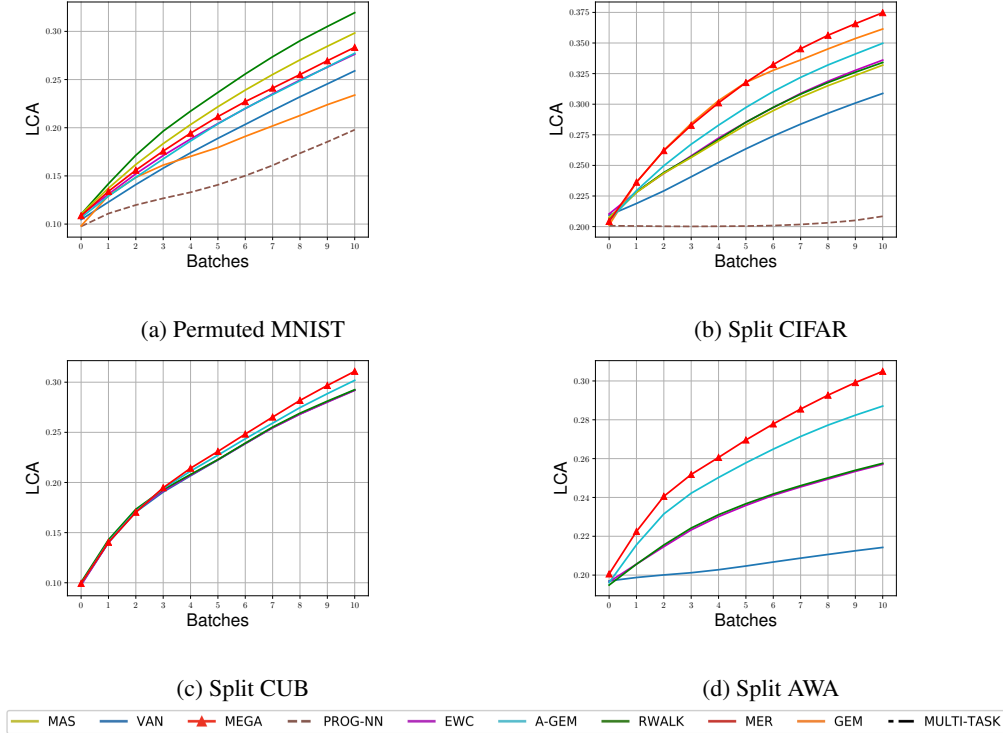 0.30
0.25
0.20
0.15
0.10
LCA
0 1 2 3 4 5 6 7 8 9 10
Batches
(a) Permuted MNIST
0.375
0.350
0.325
0.300
0.275
0.250
0.225
0.200
LCA
0 1 2 3 4 5 6 7 8 9 10
Batches
(b) Split CIFAR
0.30
0.25
0.20
0.15
0.10
LCA
0 1 2 3 4 5 6 7 8 9 10
Batches
(c) Split CUB
0.30
0.28
0.26
0.24
0.22
0.20
LCA
0 1 2 3 4 5 6 7 8 9 10
Batches
(d) Split AWA
MAS VAN MEGA PROG-NN EWC A-GEM RWALK MER GEM MULTI-TASK